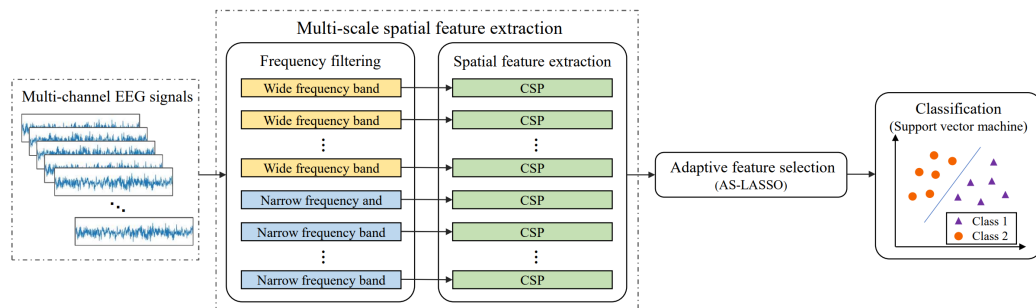 Multi-scale spatial feature extraction
Multi-channel EEG signals
Frequency filtering
Wide frequency band
Wide frequency band
Wide frequency band
Narrow frequency and
Narrow frequency band
Narrow frequency band
Spatial feature extraction
CSP
CSP
CSP
CSP
CSP
CSP
Adaptive feature selection
(AS-LASSO)
Classification
(Support vector machine)
Class 1
Class 2